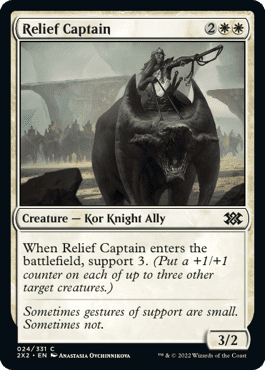 Relief Captain 2
Creature — Kor Knight Ally
When Relief Captain enters the
battlefield, support 3. (Put a +1/+1
counter on each of up to three other
target creatures.)
Sometimes gestures of support are small.
Sometimes not.
3/2
024/331 C
2X2 • EN Anastasia Ovchinnikova
™ & © 2022 Wizards of the Coast